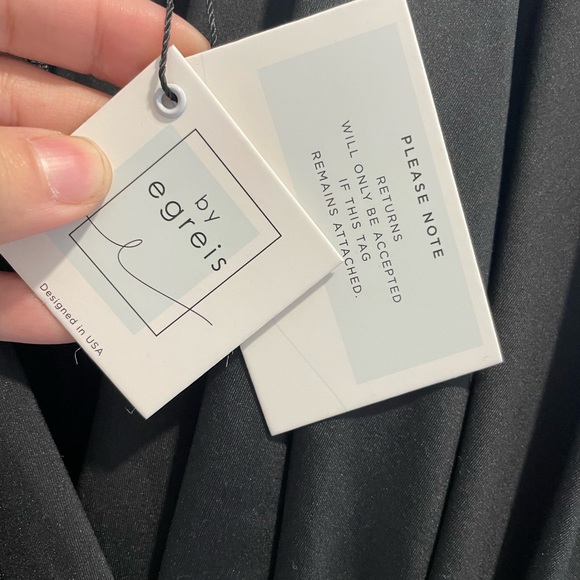 by
egreis
Designed in USA
PLEASE NOTE
RETURNS
WILL ONLY BE ACCEPTED
IF THIS TAG
REMAINS ATTACHED.